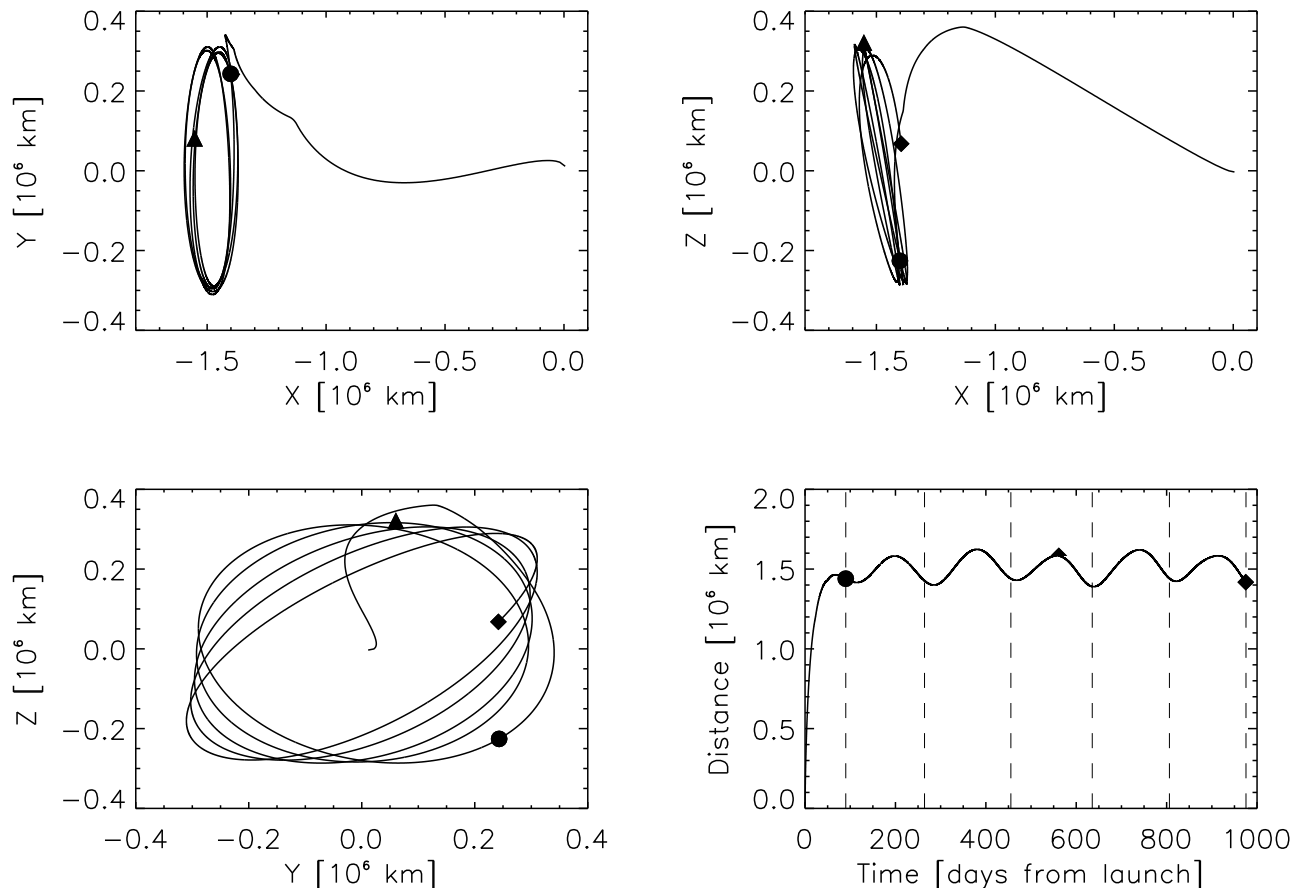 0.4
0.2
0.0
−0.2
−0.4
Y [10⁶ km]
−1.5 −1.0 −0.5 0.0
X [10⁶ km]
0.4
0.2
0.0
−0.2
−0.4
Z [10⁶ km]
−1.5 −1.0 −0.5 0.0
X [10⁶ km]
0.4
0.2
0.0
−0.2
−0.4
Z [10⁶ km]
−0.4 −0.2 0.0 0.2 0.4
Y [10⁶ km]
2.0
1.5
1.0
0.5
0.0
Distance [10⁶ km]
0 200 400 600 800 1000
Time [days from launch]